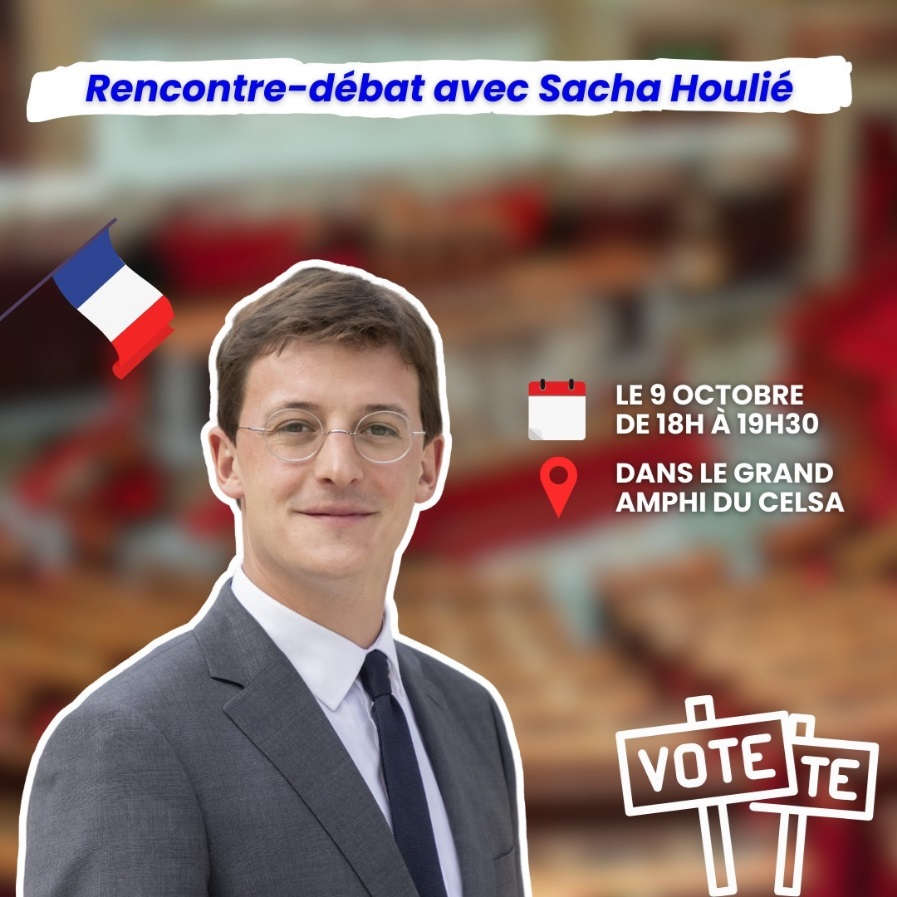 Rencontre-débat avec Sacha Houlié
LE 9 OCTOBRE
DE 18H À 19H30
DANS LE GRAND
AMPHI DU CELSA
VOTE
TE